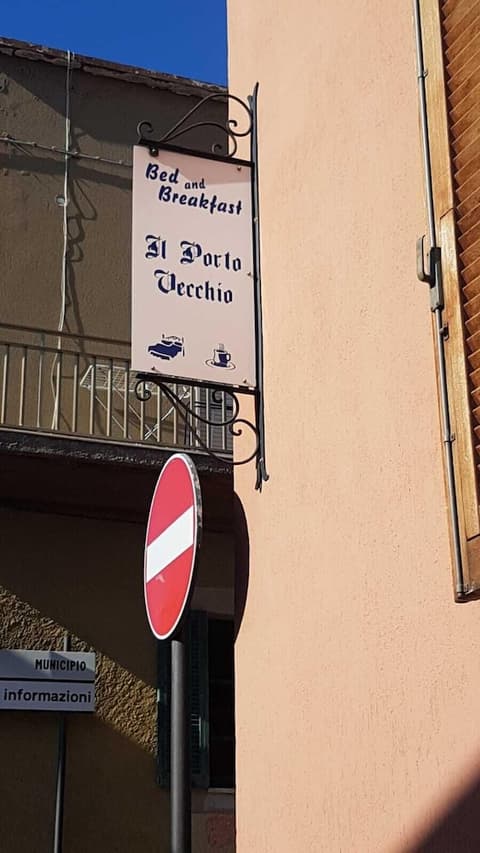 Bed and
Breakfast
Il Porto
Vecchio
MUNICIPIO
informazioni